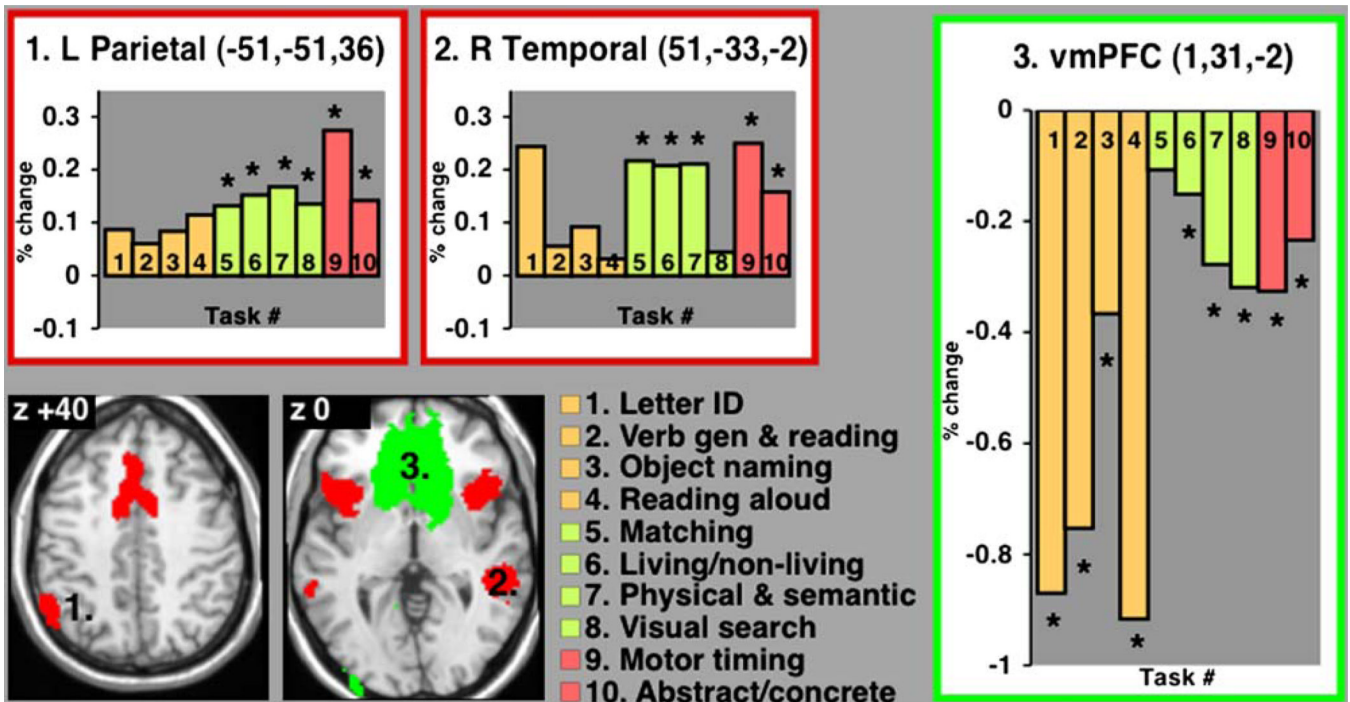 1. L Parietal (-51,-51,36)
% change
0.3
0.2
0.1
0
-0.1
* * * * * *
1 2 3 4 5 6 7 8 9 10
Task #
2. R Temporal (51,-33,-2)
% change
0.3
0.2
0.1
0
-0.1
* * * * *
1 2 3 4 5 6 7 8 9 10
Task #
3. vmPFC (1,31,-2)
% change
0
-0.2
-0.4
-0.6
-0.8
-1
1 2 3 4 5 6 7 8 9 10
* * * * * * * * *
Task #
z +40
1.
z 0
3.
2.
1. Letter ID
2. Verb gen & reading
3. Object naming
4. Reading aloud
5. Matching
6. Living/non-living
7. Physical & semantic
8. Visual search
9. Motor timing
10. Abstract/concrete